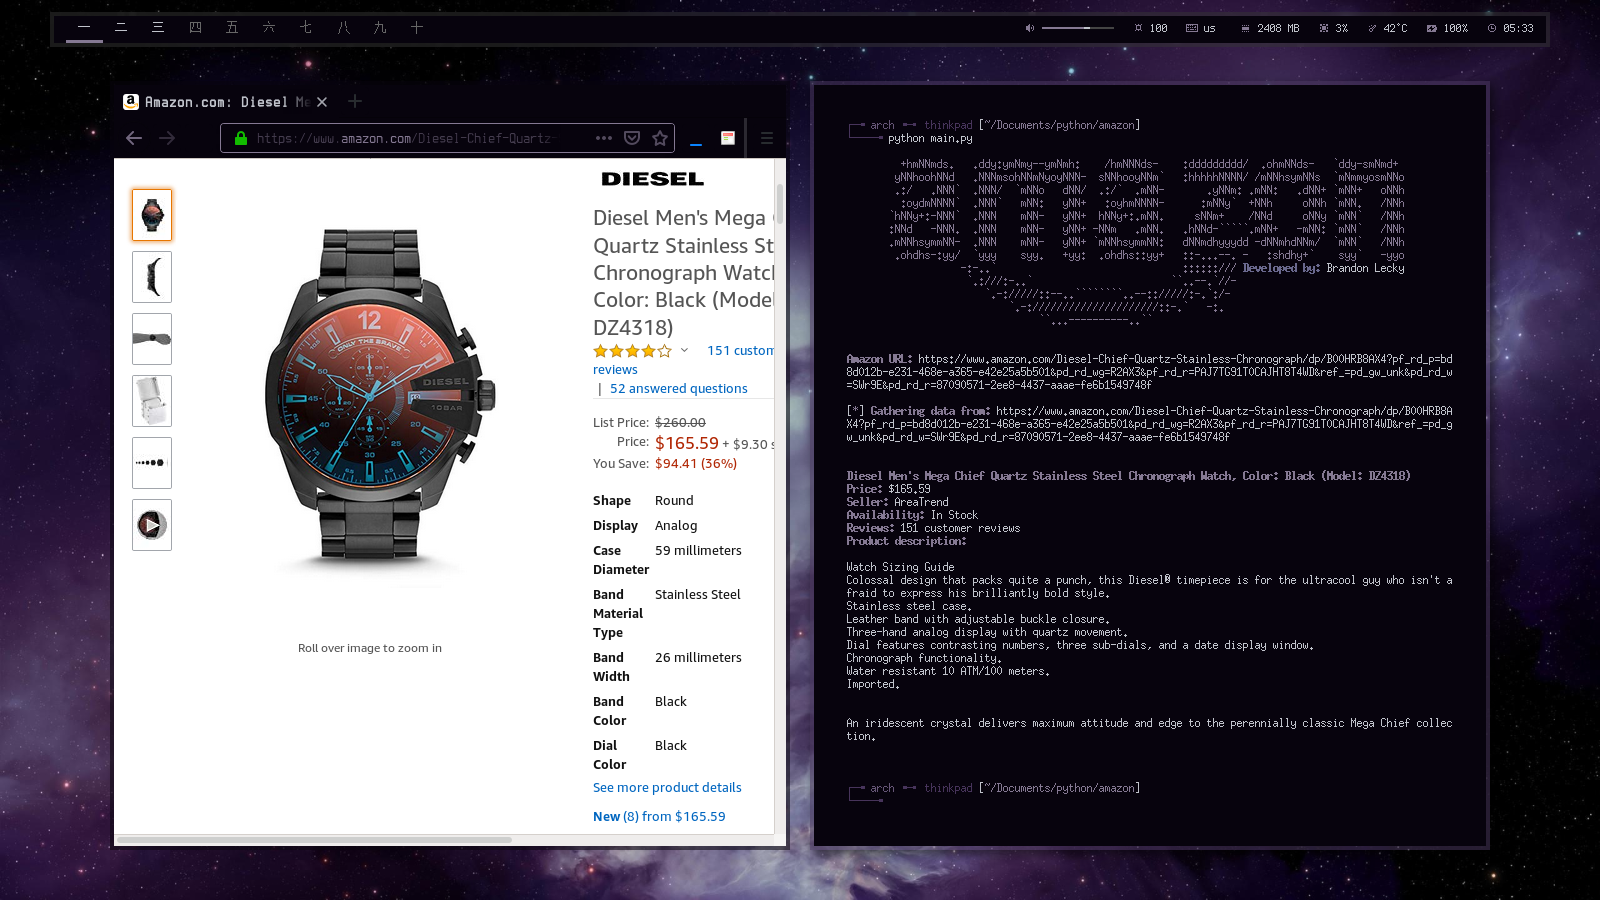 一 二 三 四 五 六 七 八 九 十
100 us 2408 MB 3% 42°C 100% 05:33
Amazon.com: Diesel Me
https://www.amazon.com/Diesel-Chief-Quartz-
DIESEL
Diesel Men's Mega
Quartz Stainless St
Chronograph Watch
Color: Black (Model
DZ4318)
151 custom
reviews
| 52 answered questions
List Price: $260.00
Price: $165.59 + $9.30 s
You Save: $94.41 (36%)
Shape Round
Display Analog
Case 59 millimeters
Diameter
Band Stainless Steel
Material
Type
Band 26 millimeters
Width
Band Black
Color
Dial Black
Color
See more product details
New (8) from $165.59
12
ONLY THE BRAVE
DIESEL
10BAR
Roll over image to zoom in
arch thinkpad [~/Documents/python/amazon]
python main.py
Developed by: Brandon Lecky
Amazon URL: https://www.amazon.com/Diesel-Chief-Quartz-Stainless-Chronograph/dp/B00HRB8AX4?pf_rd_p=bd
8d012b-e231-468e-a365-e42e25a5b501&pd_rd_wg=R2AX3&pf_rd_r=PAJ7TG91TOCAJHT8T4WD&ref_=pd_gw_unk&pd_rd_w
=SWr9E&pd_rd_r=87090571-2ee8-4437-aaae-fe6b1549748f
[*] Gathering data from: https://www.amazon.com/Diesel-Chief-Quartz-Stainless-Chronograph/dp/B00HRB8A
X4?pf_rd_p=bd8d012b-e231-468e-a365-e42e25a5b501&pd_rd_wg=R2AX3&pf_rd_r=PAJ7TG91TOCAJHT8T4WD&ref_=pd_g
w_unk&pd_rd_w=SWr9E&pd_rd_r=87090571-2ee8-4437-aaae-fe6b1549748f
Diesel Men's Mega Chief Quartz Stainless Steel Chronograph Watch, Color: Black (Model: DZ4318)
Price: $165.59
Seller: AreaTrend
Availability: In Stock
Reviews: 151 customer reviews
Product description:
Watch Sizing Guide
Colossal design that packs quite a punch, this Diesel® timepiece is for the ultracool guy who isn't a
fraid to express his brilliantly bold style.
Stainless steel case.
Leather band with adjustable buckle closure.
Three-hand analog display with quartz movement.
Dial features contrasting numbers, three sub-dials, and a date display window.
Chronograph functionality.
Water resistant 10 ATM/100 meters.
Imported.
An iridescent crystal delivers maximum attitude and edge to the perennially classic Mega Chief collec
tion.
arch thinkpad [~/Documents/python/amazon]